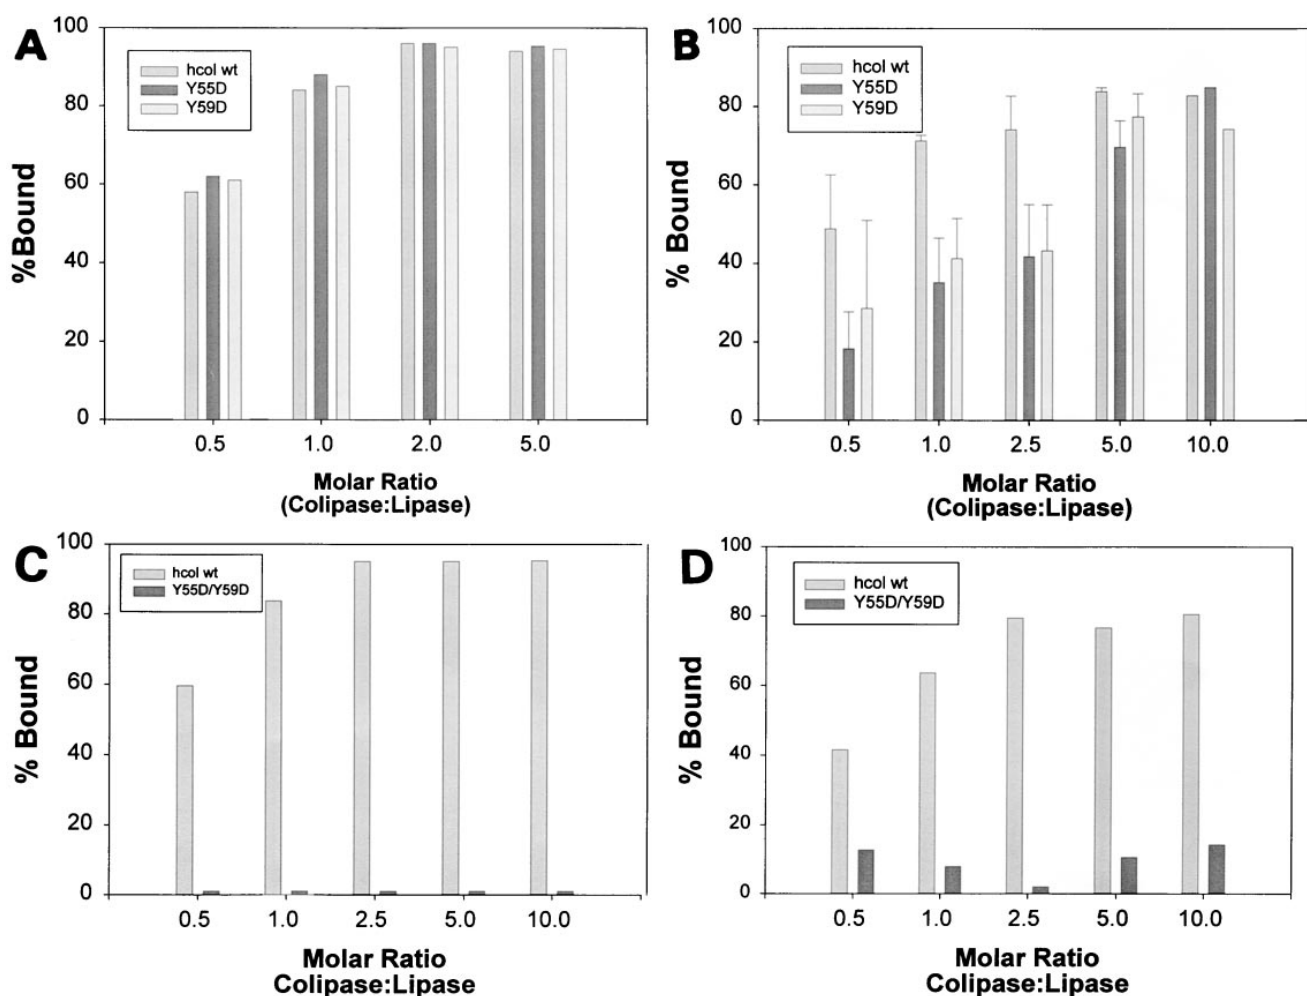 A
100
80
60
40
20
0
%Bound
hcol wt
Y55D
Y59D
0.5 1.0 2.0 5.0
Molar Ratio
(Colipase:Lipase)
B
100
80
60
40
20
0
% Bound
hcol wt
Y55D
Y59D
0.5 1.0 2.5 5.0 10.0
Molar Ratio
(Colipase:Lipase)
C
100
80
60
40
20
0
% Bound
hcol wt
Y55D/Y59D
0.5 1.0 2.5 5.0 10.0
Molar Ratio
Colipase:Lipase
D
100
80
60
40
20
0
% Bound
hcol wt
Y55D/Y59D
0.5 1.0 2.5 5.0 10.0
Molar Ratio
Colipase:Lipase